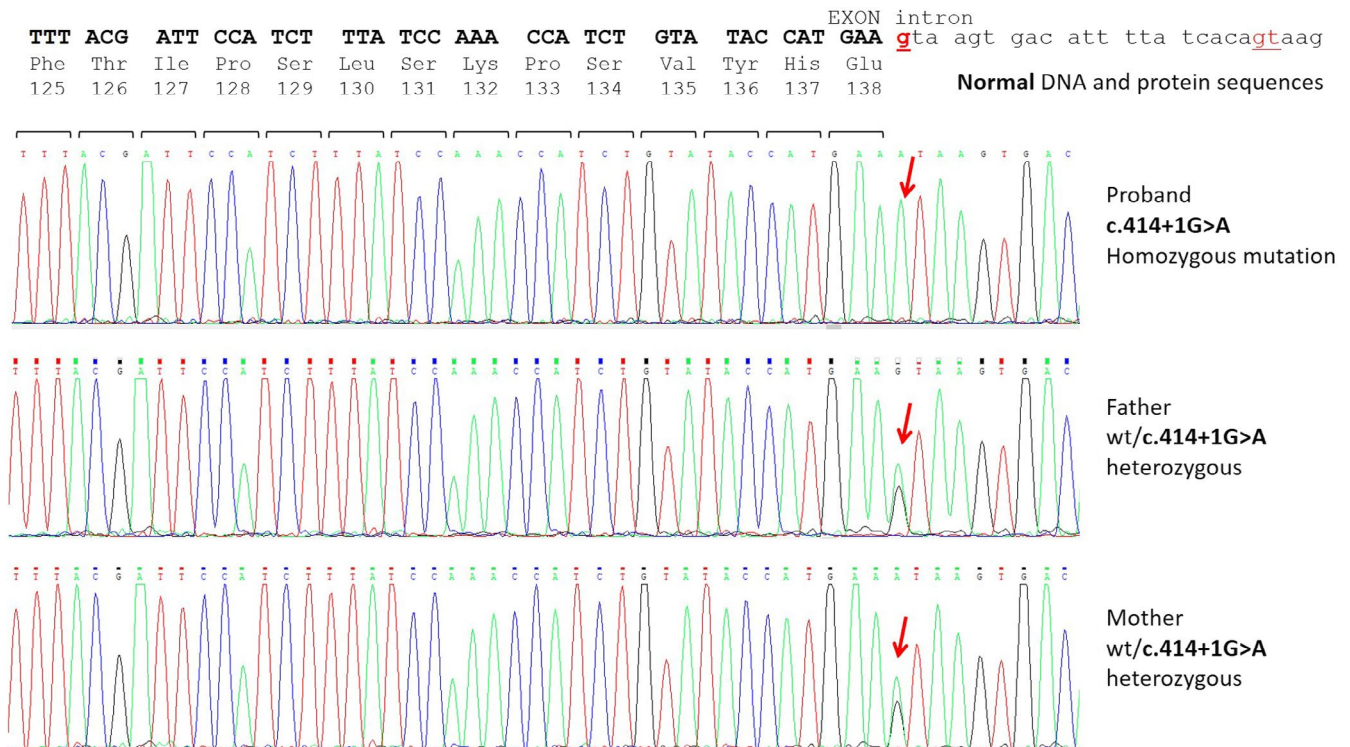 EXON intron
TTT ACG ATT CCA TCT TTA TCC AAA CCA TCT GTA TAC CAT GAA gta agt gac att tta tcacagtaag
Phe Thr Ile Pro Ser Leu Ser Lys Pro Ser Val Tyr His Glu
125 126 127 128 129 130 131 132 133 134 135 136 137 138
Normal DNA and protein sequences
T T T A C G A T T C C A T C T T T A T C C A A A C C A T C T G T A T A C C A T G A A A T A A G T G A C
Proband
c.414+1G>A
Homozygous mutation
T T T A C G A T T C C A T C T T T A T C C A A A C C A T C T G T A T A C C A T G A A G T A A G T G A C
Father
wt/c.414+1G>A
heterozygous
T T T A C G A T T C C A T C T T T A T C C A A A C C A T C T G T A T A C C A T G A A A T A A G T G A C
Mother
wt/c.414+1G>A
heterozygous